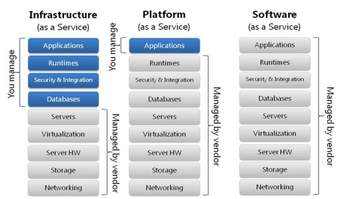 Infrastructure
(as a Service)
You manage
Applications
Runtimes
Security & Integration
Databases
Servers
Virtualization
Server HW
Storage
Networking
Managed by vendor
Platform
(as a Service)
You manage
Applications
Runtimes
Security & Integration
Databases
Servers
Virtualization
Server HW
Storage
Networking
Managed by vendor
Software
(as a Service)
Applications
Runtimes
Security & Integration
Databases
Servers
Virtualization
Server HW
Storage
Networking
Managed by vendor